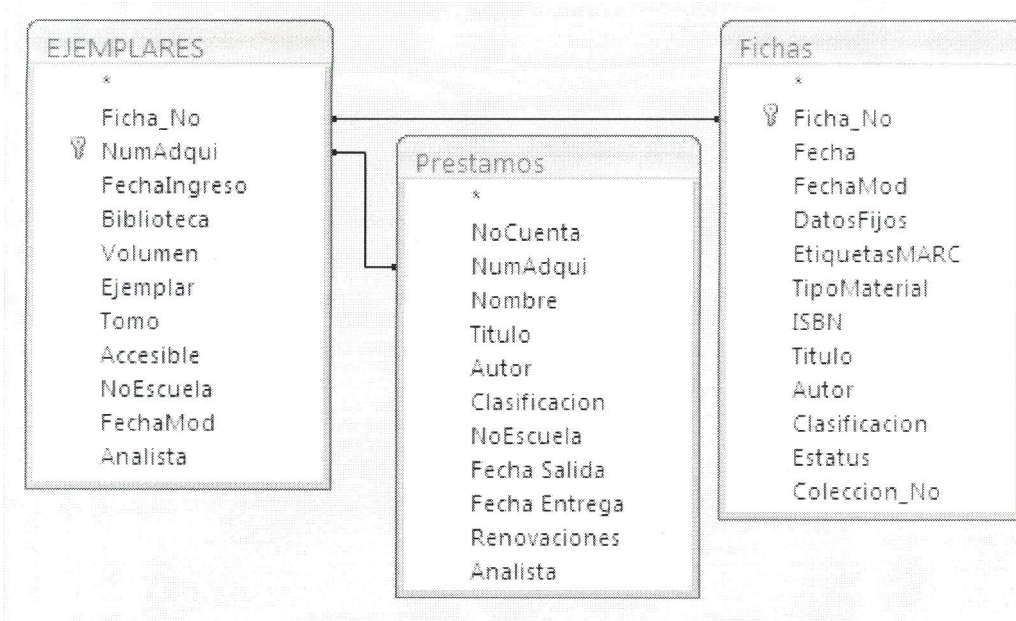 EJEMPLARES
*
Ficha_No
NumAdqui
FechaIngreso
Biblioteca
Volumen
Ejemplar
Tomo
Accesible
NoEscuela
FechaMod
Analista
Prestamos
*
NoCuenta
NumAdqui
Nombre
Titulo
Autor
Clasificacion
NoEscuela
Fecha Salida
Fecha Entrega
Renovaciones
Analista
Fichas
*
Ficha_No
Fecha
FechaMod
DatosFijos
EtiquetasMARC
TipoMaterial
ISBN
Titulo
Autor
Clasificacion
Estatus
Coleccion_No